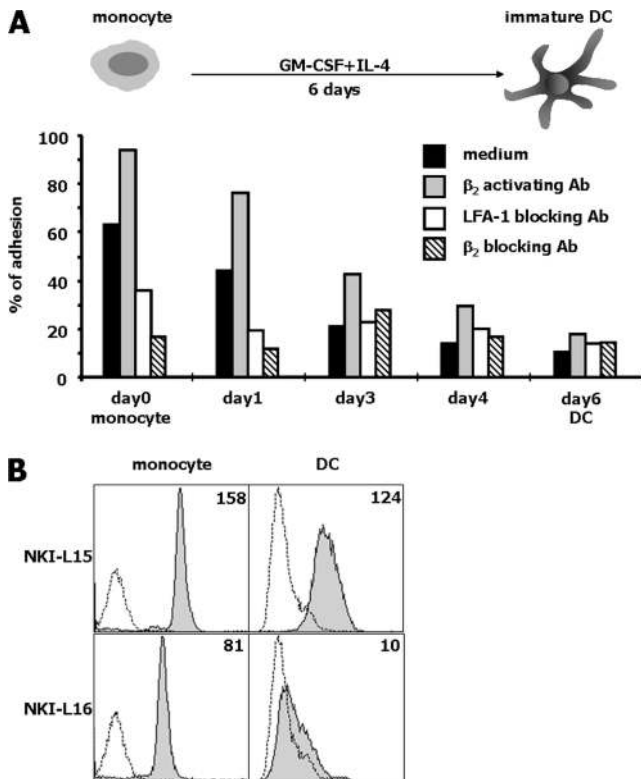 A
monocyte
immature DC
GM-CSF+IL-4
6 days
% of adhesion
100
80
60
40
20
0
medium
β2 activating Ab
LFA-1 blocking Ab
β2 blocking Ab
day0
monocyte
day1
day3
day4
day6
DC
B
monocyte
DC
NKI-L15
158
124
NKI-L16
81
10